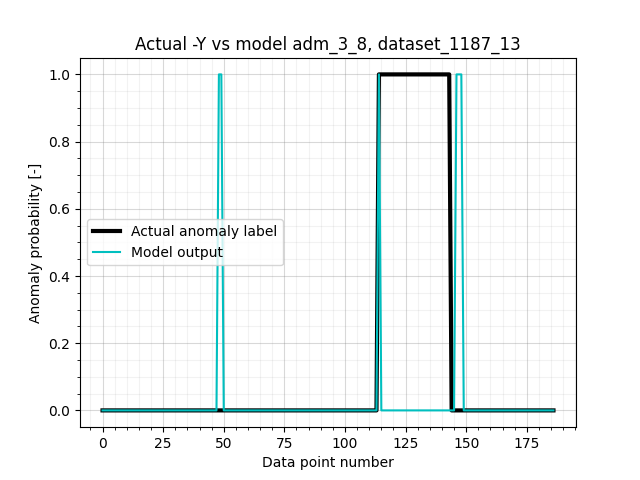 Actual -Y vs model adm_3_8, dataset_1187_13
Anomaly probability [-]
1.0
0.8
0.6
0.4
0.2
0.0
Actual anomaly label
Model output
0 25 50 75 100 125 150 175
Data point number